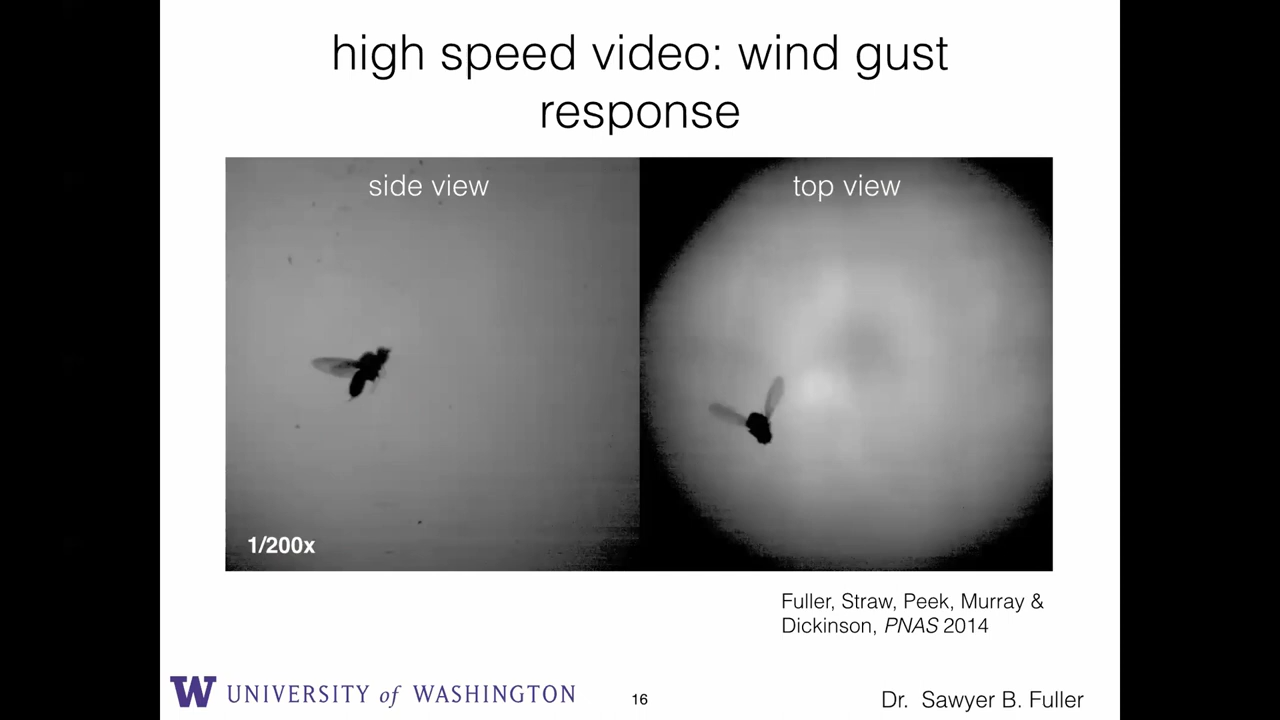 high speed video: wind gust
response
side view
top view
1/200x
Fuller, Straw, Peek, Murray &
Dickinson, PNAS 2014
W UNIVERSITY of WASHINGTON
16
Dr. Sawyer B. Fuller